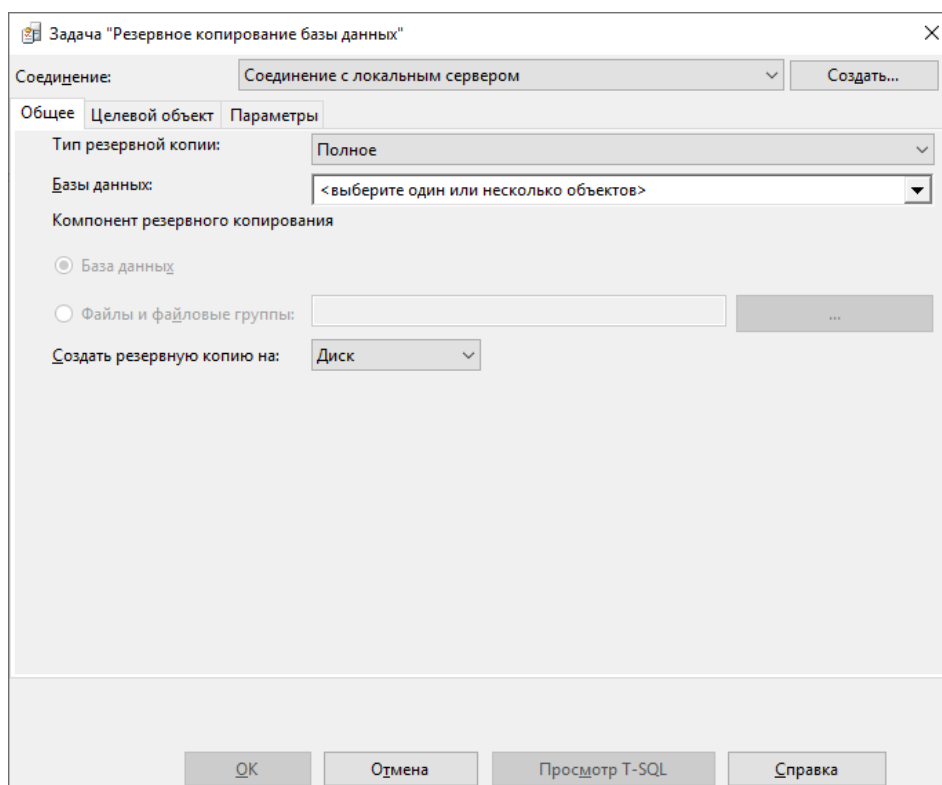 Задача "Резервное копирование базы данных"
Соединение: Соединение с локальным сервером Создать...
Общее Целевой объект Параметры
Тип резервной копии: Полное
Базы данных: <выберите один или несколько объектов>
Компонент резервного копирования
База данных
Файлы и файловые группы: ...
Создать резервную копию на: Диск
OK Отмена Просмотр T-SQL Справка